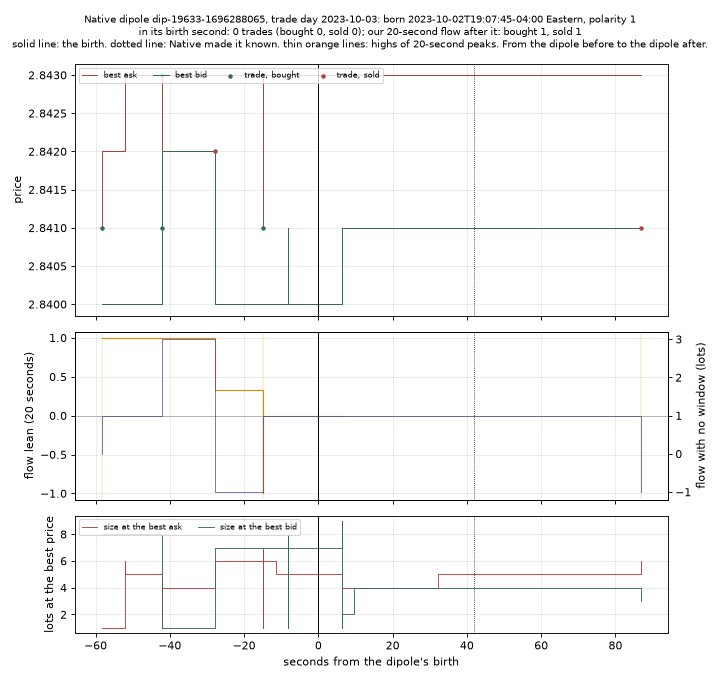 Native dipole dip-19633-1696288065, trade day 2023-10-03: born 2023-10-02T19:07:45-04:00 Eastern, polarity 1
in its birth second: 0 trades (bought 0, sold 0); our 20-second flow after it: bought 1, sold 1
solid line: the birth. dotted line: Native made it known. thin orange lines: highs of 20-second peaks. From the dipole before to the dipole after.
best ask best bid trade, bought trade, sold
2.8430
2.8425
2.8420
2.8415
2.8410
2.8405
2.8400
price
1.0
0.5
0.0
−0.5
−1.0
flow lean (20 seconds)
3
2
1
0
−1
flow with no window (lots)
size at the best ask size at the best bid
8
6
4
2
lots at the best price
−60 −40 −20 0 20 40 60 80
seconds from the dipole's birth